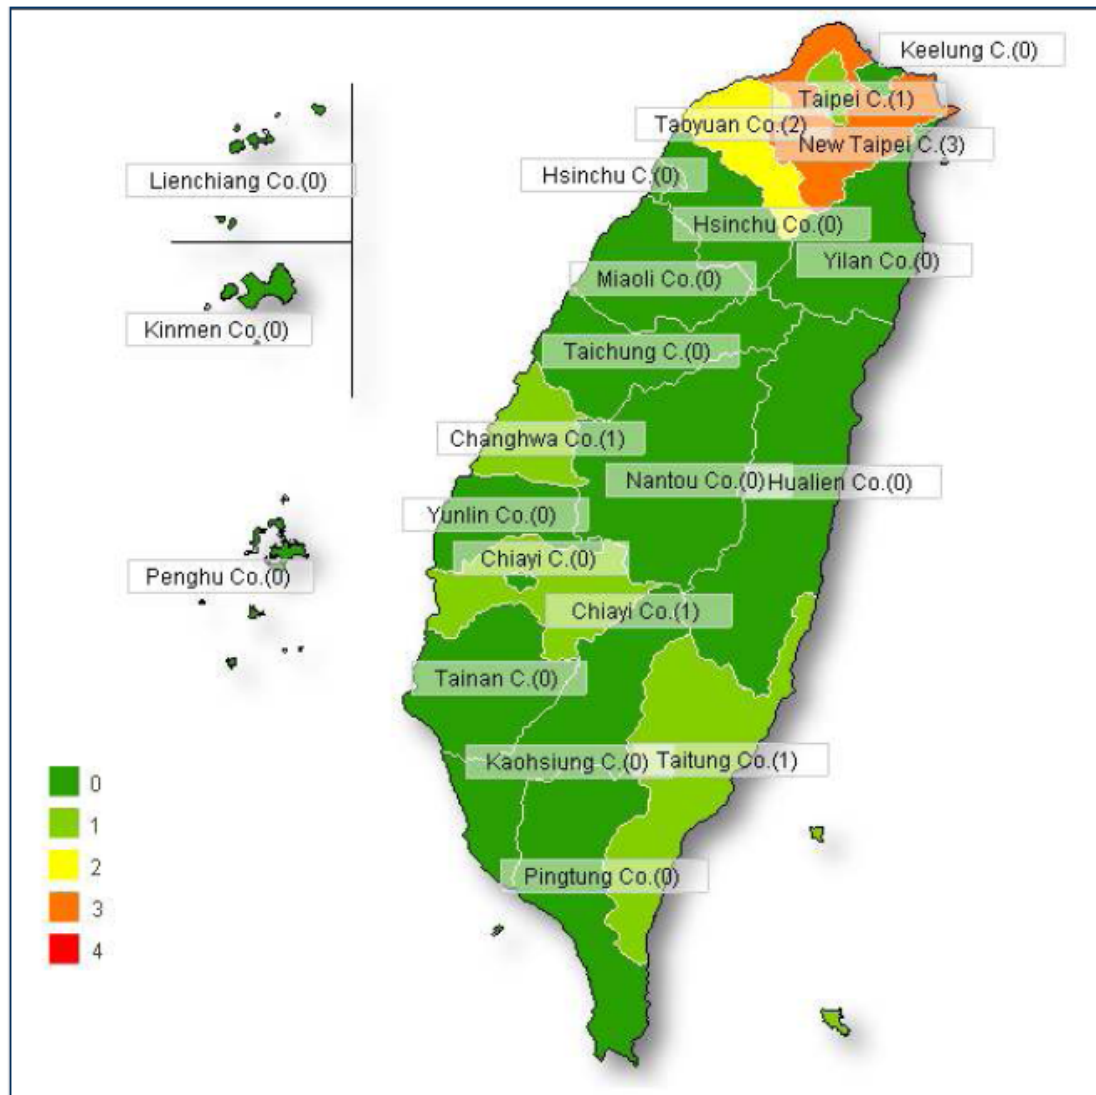 Keelung C.(0)
Taipei C.(1)
Taoyuan Co.(2)
New Taipei C.(3)
Lienchiang Co.(0)
Hsinchu C.(0)
Hsinchu Co.(0)
Yilan Co.(0)
Miaoli Co.(0)
Kinmen Co.(0)
Taichung C.(0)
Changhwa Co.(1)
Nantou Co.(0)
Hualien Co.(0)
Yunlin Co.(0)
Chiayi C.(0)
Penghu Co.(0)
Chiayi Co.(1)
Tainan C.(0)
Kaohsiung C.(0)
Taitung Co.(1)
Pingtung Co.(0)
0
1
2
3
4